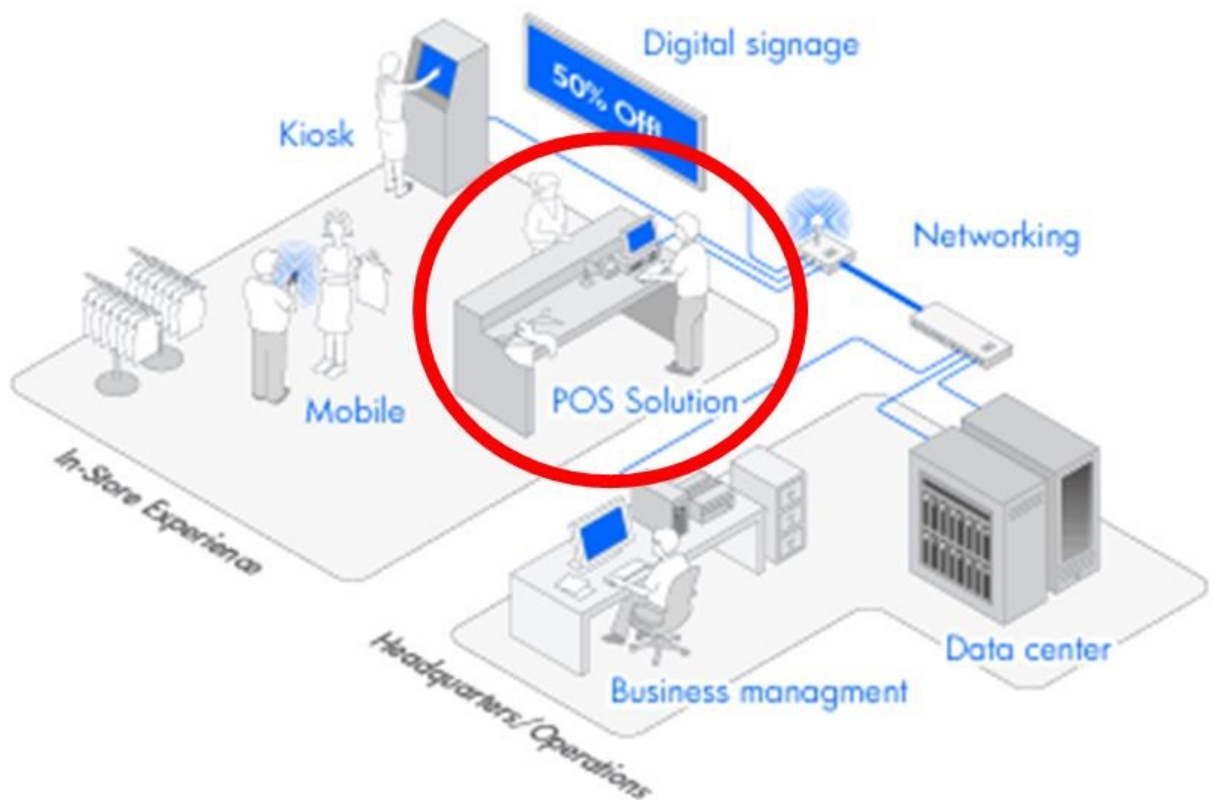 Digital signage
50% Off!
Kiosk
Networking
Mobile
POS Solution
In-Store Experience
Data center
Business managment
Headquarters/Operations